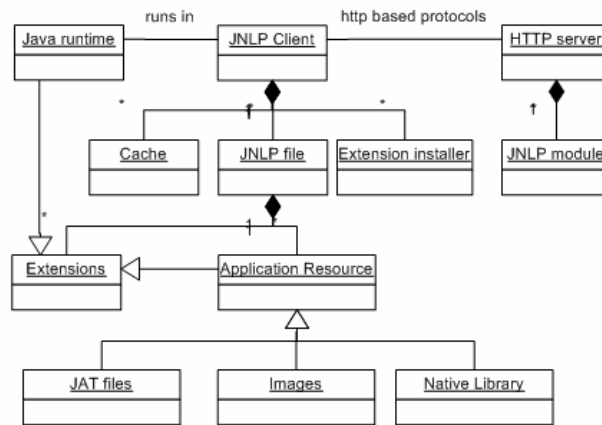 runs in
http based protocols
Java runtime
JNLP Client
HTTP server
*
*
*
Cache
JNLP file
Extension installer
JNLP module
*
1
Extensions
Application Resource
JAT files
Images
Native Library